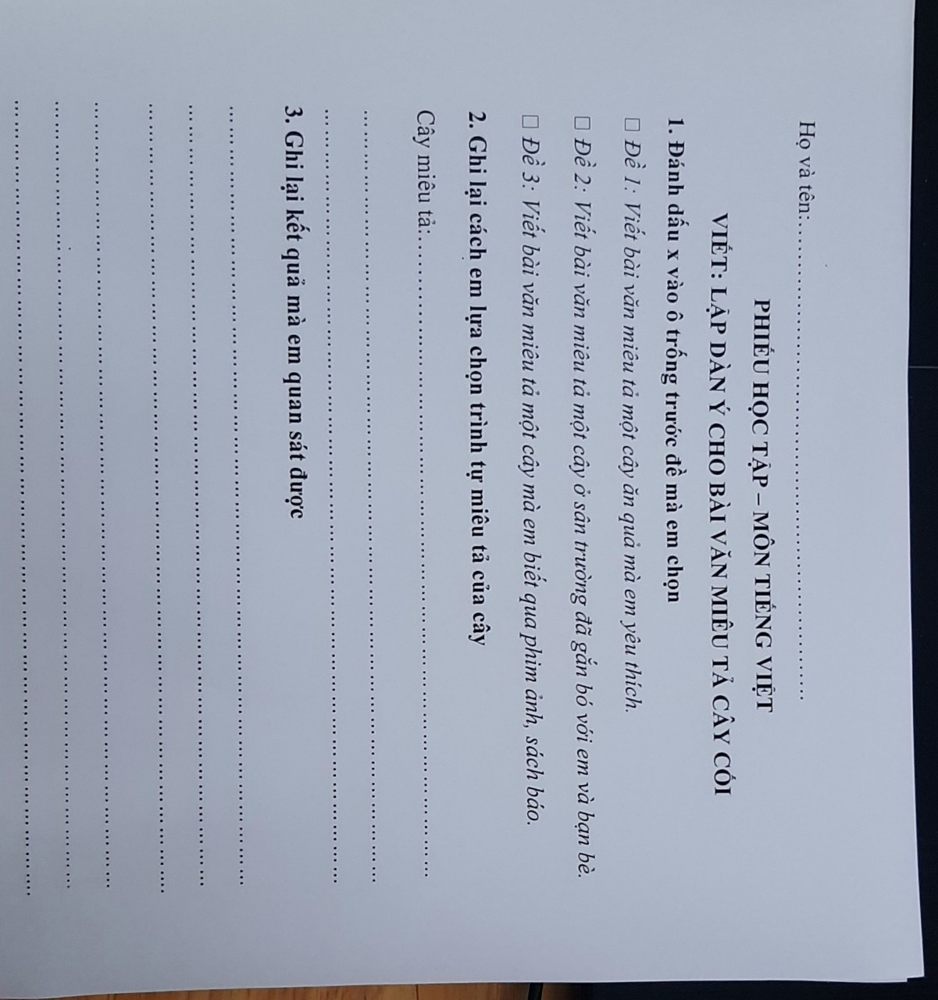 Họ và tên:..............................................................
PHIẾU HỌC TẬP – MÔN TIẾNG VIỆT
VIẾT: LẬP DÀN Ý CHO BÀI VĂN MIÊU TẢ CÂY CỐI
1. Đánh dấu x vào ô trống trước đề mà em chọn
□ Đề 1: Viết bài văn miêu tả một cây ăn quả mà em yêu thích.
□ Đề 2: Viết bài văn miêu tả một cây ở sân trường đã gắn bó với em và bạn bè.
□ Đề 3: Viết bài văn miêu tả một cây mà em biết qua phim ảnh, sách báo.
2. Ghi lại cách em lựa chọn trình tự miêu tả của cây
Cây miêu tả:..............................................................
3. Ghi lại kết quả mà em quan sát được